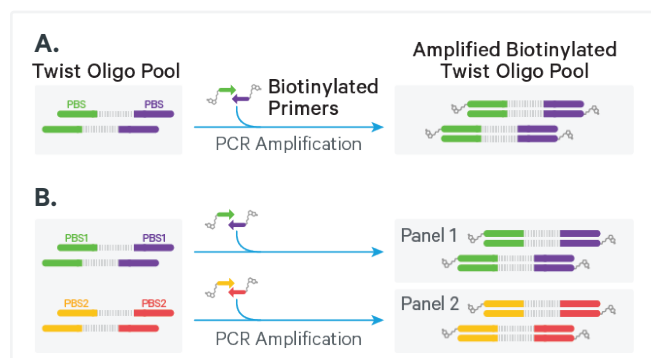 A.
Twist Oligo Pool
PBS PBS
Biotinylated
Primers
PCR Amplification
Amplified Biotinylated
Twist Oligo Pool
B.
PBS1 PBS1
PBS2 PBS2
PCR Amplification
Panel 1
Panel 2